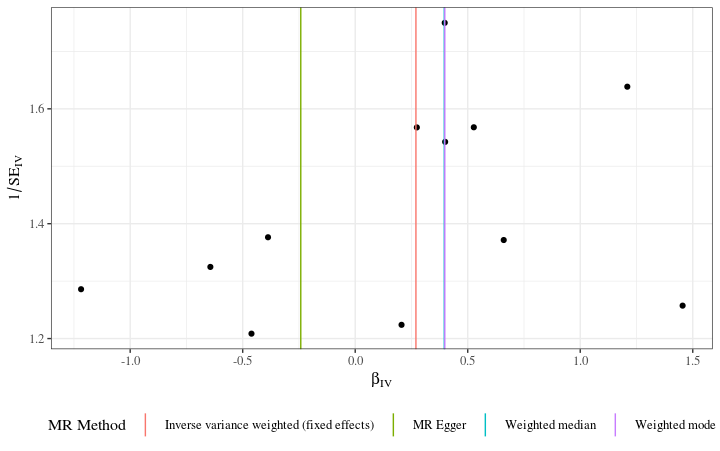 1/SE_IV
1.6
1.4
1.2
-1.0 -0.5 0.0 0.5 1.0 1.5
β_IV
MR Method Inverse variance weighted (fixed effects) MR Egger Weighted median Weighted mode